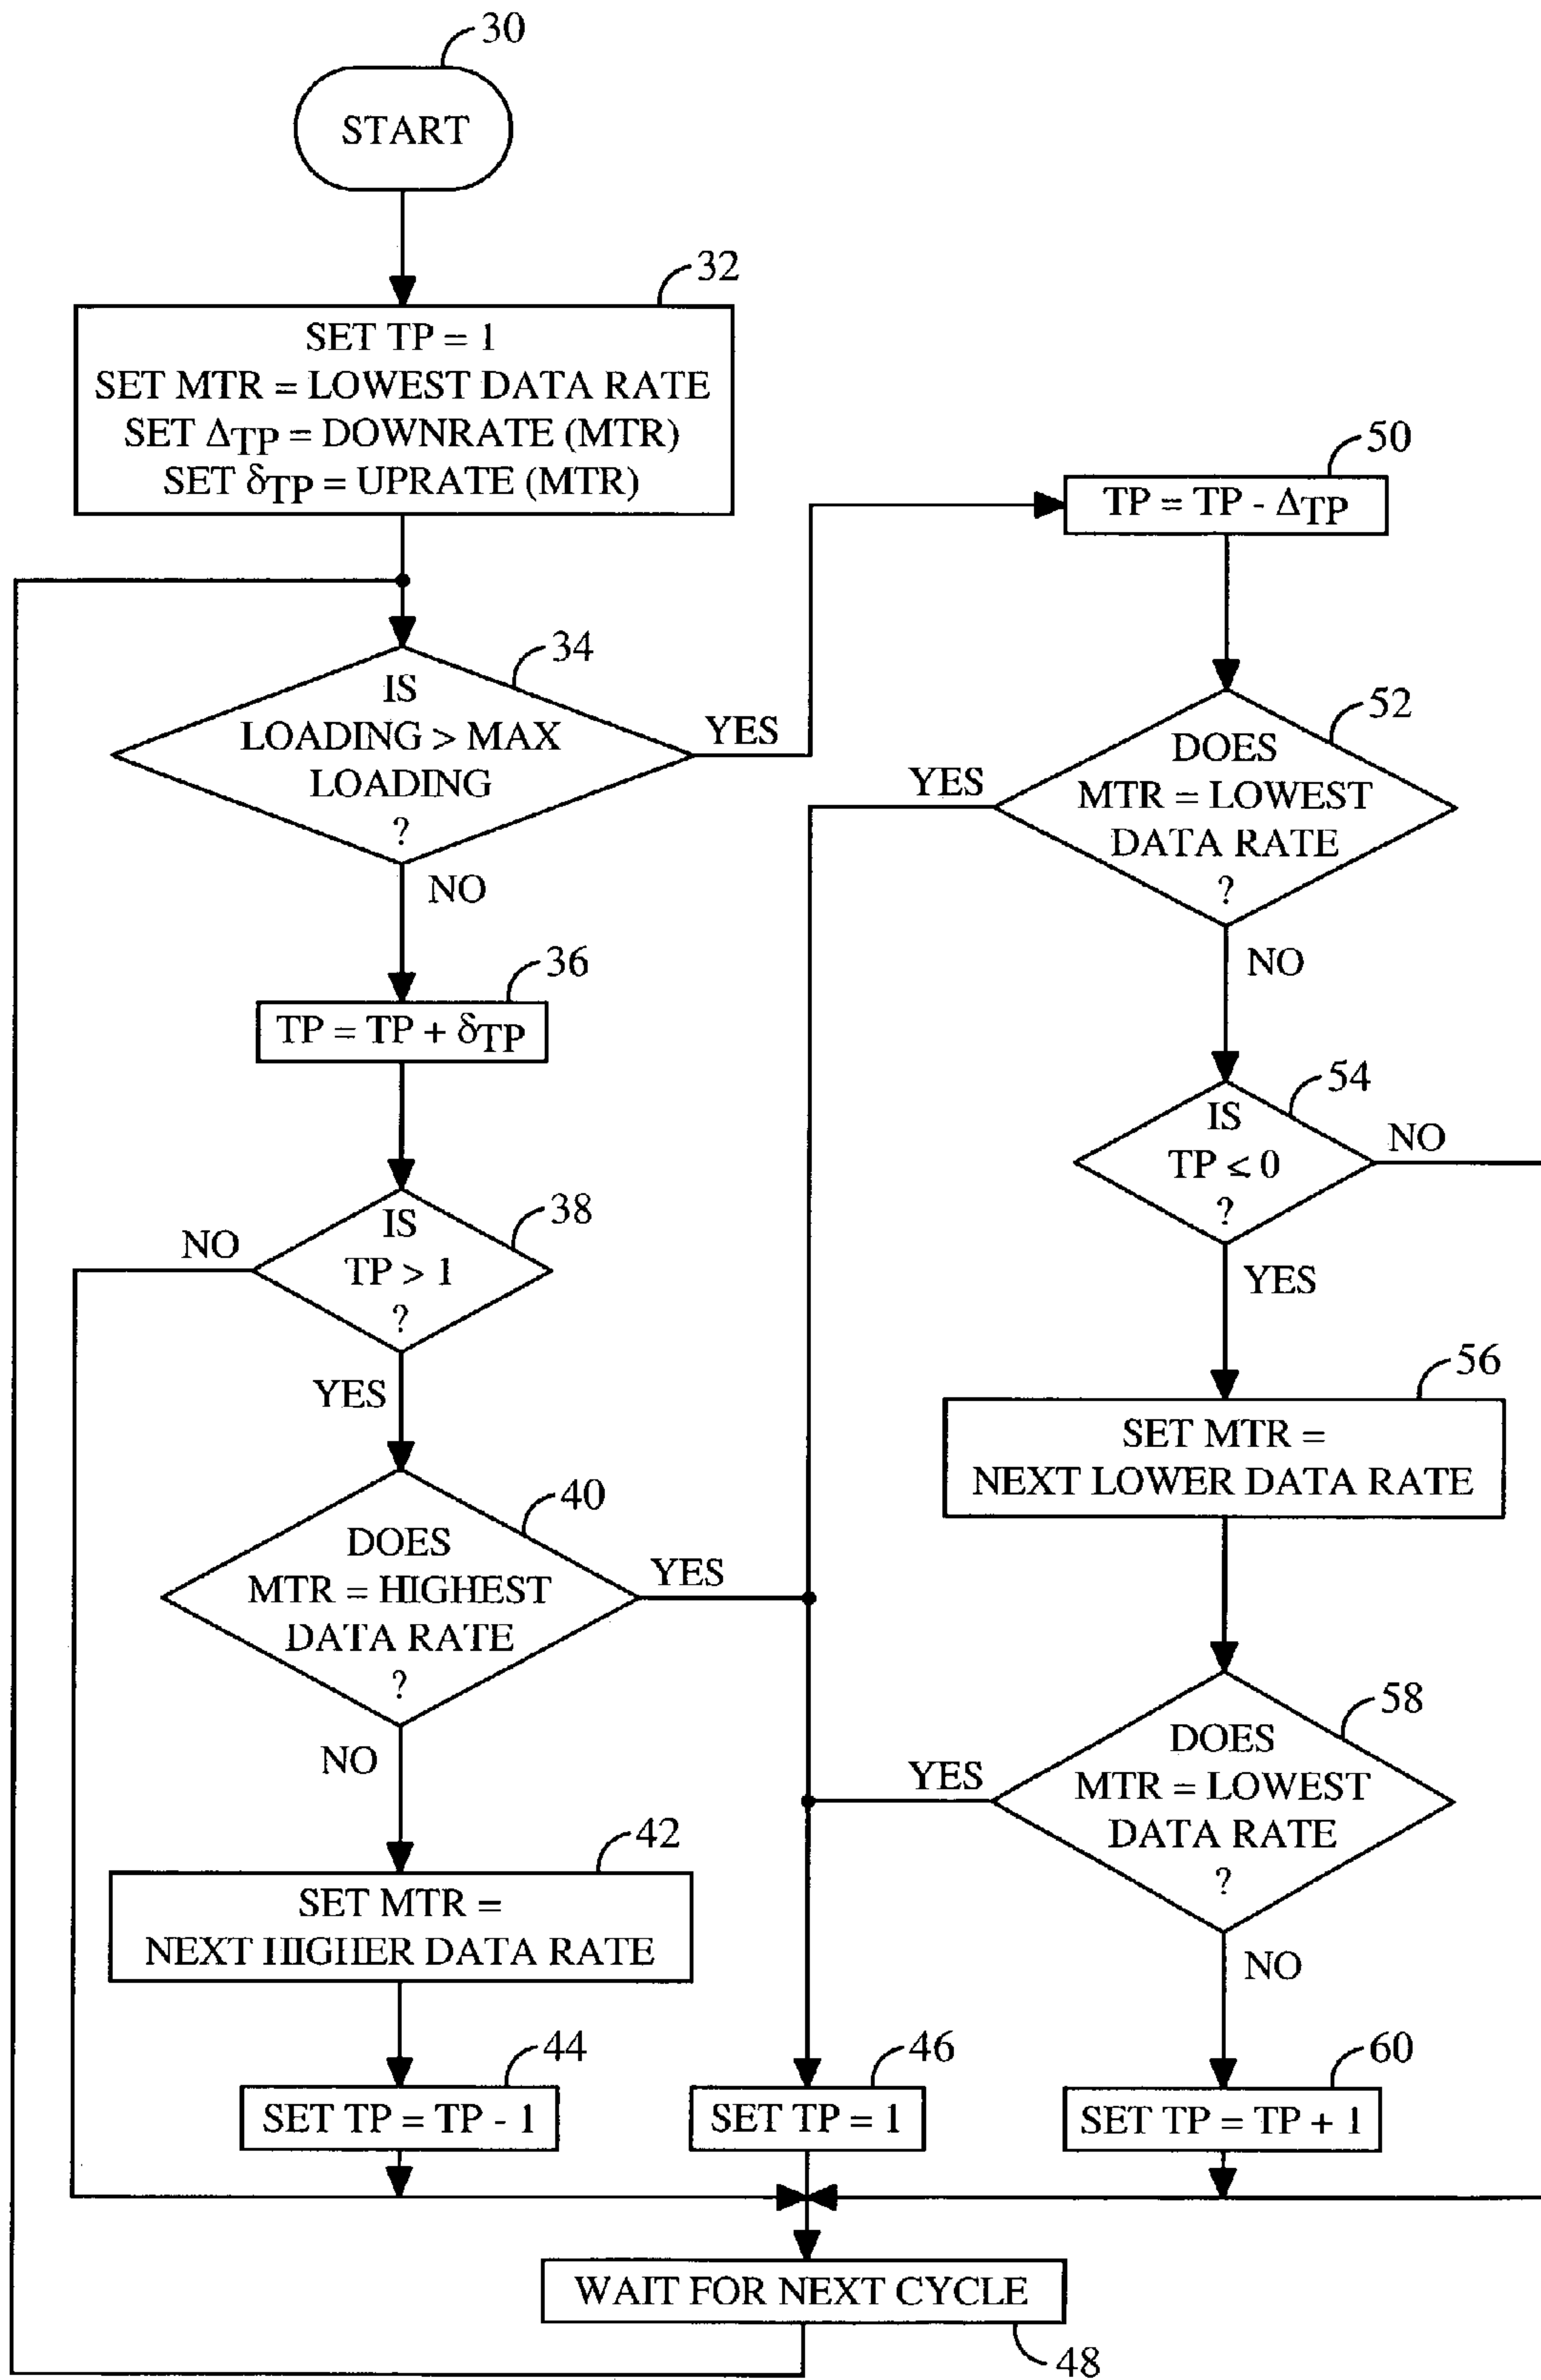 30
START
32
SET TP = 1
SET MTR = LOWEST DATA RATE
SET ΔTP = DOWNRATE (MTR)
SET δTP = UPRATE (MTR)
34
IS
LOADING > MAX
LOADING
?
YES
NO
36
TP = TP + δTP
38
IS
TP > 1
?
NO
YES
40
DOES
MTR = HIGHEST
DATA RATE
?
YES
NO
42
SET MTR =
NEXT HIGHER DATA RATE
44
SET TP = TP - 1
46
SET TP = 1
50
TP = TP - ΔTP
52
DOES
MTR = LOWEST
DATA RATE
?
YES
NO
54
IS
TP ≤ 0
?
NO
YES
56
SET MTR =
NEXT LOWER DATA RATE
58
DOES
MTR = LOWEST
DATA RATE
?
YES
NO
60
SET TP = TP + 1
WAIT FOR NEXT CYCLE
48